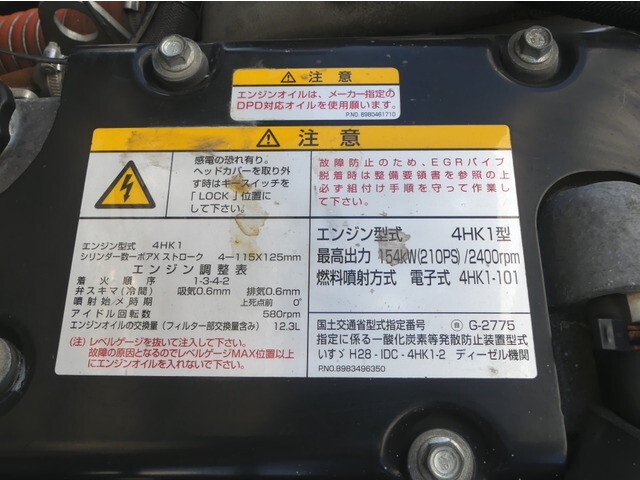 注意
エンジンオイルは、メーカー指定の
DPD対応オイルを使用願います。
P.NO. 8980461710
注意
感電の恐れ有り。
ヘッドカバーを取り外
す時はキースイッチを
「LOCK」位置に
して下さい。
故障防止のため、EGRパイプ
脱着時は整備要領書を参照の上
必ず組付け手順を守って作業し
て下さい。
エンジン型式 4HK1
シリンダ数ーボアXストローク 4－115X125mm
エンジン調整表
着火順序 1-3-4-2
弁スキマ(冷間) 吸気0.6mm 排気0.6mm
噴射始メ時期 上死点前 0°
アイドル回転数 580rpm
エンジンオイルの交換量(フィルター部交換量含み) 12.3L
(注)レベルゲージを抜いて注入して下さい。
故障の原因となるのでレベルゲージMAX位置以上
にエンジンオイルを入れないで下さい。
エンジン型式 4HK1型
最高出力 154kW(210PS)/2400rpm
燃料噴射方式 電子式 4HK1-101
国土交通省型式指定番号 自 G-2775
指定に係る一酸化炭素等発散防止装置型式
いすゞ H28-IDC-4HK1-2 ディーゼル機関
P.NO.8983496350